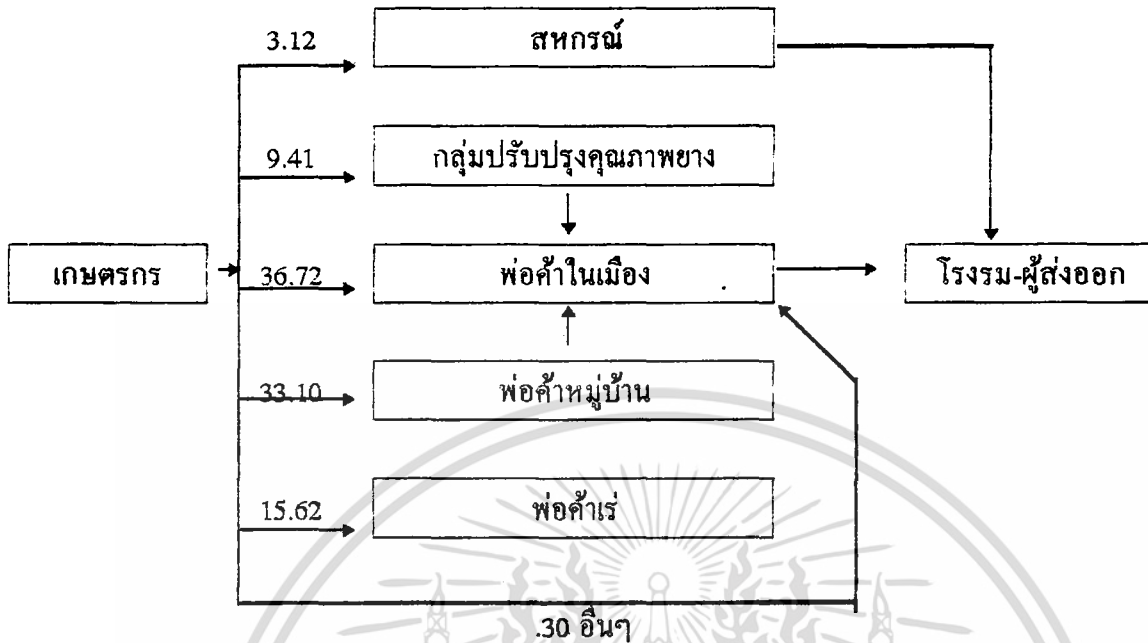 3.12
สหกรณ์
9.41
กลุ่มปรับปรุงคุณภาพยาง
เกษตรกร
36.72
พ่อค้าในเมือง
โรงรม-ผู้ส่งออก
33.10
พ่อค้าหมู่บ้าน
15.62
พ่อค้าเร่
.30 อื่นๆ